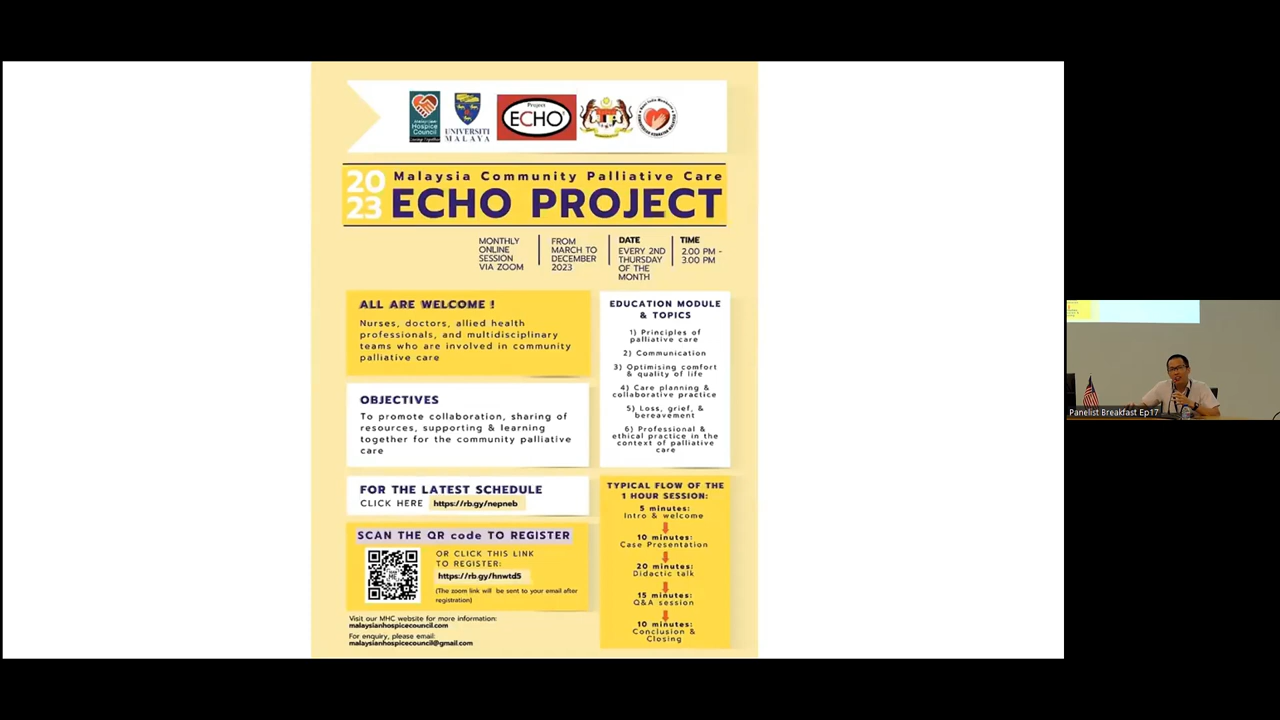 Malaysian
Hospice
Council
UNIVERSITI
MALAYA
Project
ECHO
20
23
Malaysia Community Palliative Care
ECHO PROJECT
MONTHLY
ONLINE
SESSION
VIA ZOOM
FROM
MARCH TO
DECEMBER
2023
DATE
EVERY 2ND
THURSDAY
OF THE
MONTH
TIME
2.00 PM -
3.00 PM
ALL ARE WELCOME !
Nurses, doctors, allied health
professionals, and multidisciplinary
teams who are involved in community
palliative care
OBJECTIVES
To promote collaboration, sharing of
resources, supporting & learning
together for the community palliative
care
FOR THE LATEST SCHEDULE
CLICK HERE https://rb.gy/nepneb
SCAN THE QR code TO REGISTER
OR CLICK THIS LINK
TO REGISTER:
https://rb.gy/hnwtd5
(The zoom link will be sent to your email after
registration)
Visit our MHC website for more information:
malaysianhospicecouncil.com
For enquiry, please email:
malaysianhospicecouncil@gmail.com
EDUCATION MODULE
& TOPICS
1) Principles of
palliative care
2) Communication
3) Optimising comfort
& quality of life
4) Care planning &
collaborative practice
5) Loss, grief, &
bereavement
6) Professional &
ethical practice in the
context of palliative
care
TYPICAL FLOW OF THE
1 HOUR SESSION:
5 minutes:
Intro & welcome
10 minutes:
Case Presentation
20 minutes:
Didactic talk
15 minutes:
Q&A session
10 minutes:
Conclusion &
Closing
Panelist Breakfast Ep17